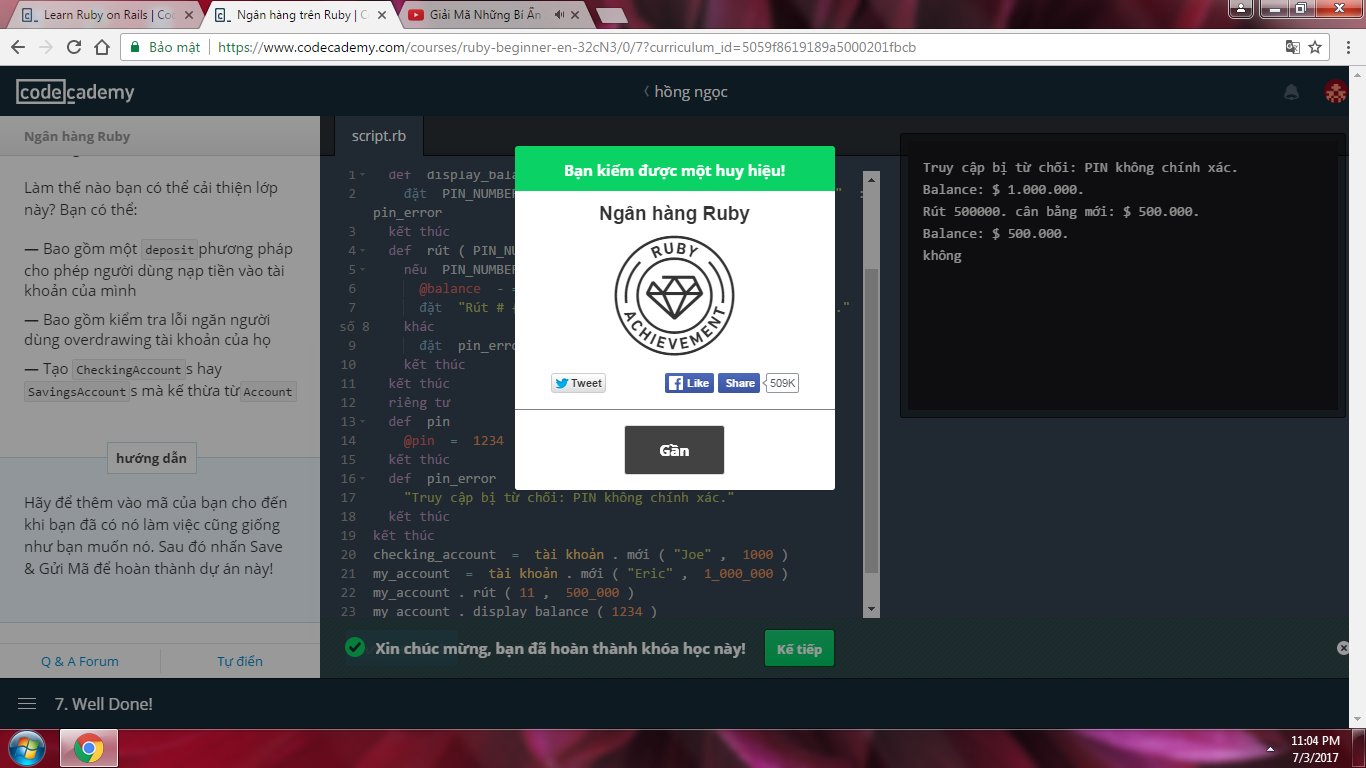 Learn Ruby on Rails | Coc
Ngân hàng trên Ruby | C
Giải Mã Những Bí Ẩn
Bảo mật
https://www.codecademy.com/courses/ruby-beginner-en-32cN3/0/7?curriculum_id=5059f8619189a5000201fbcb
codecademy
hồng ngọc
Ngân hàng Ruby
Làm thế nào bạn có thể cải thiện lớp
này? Bạn có thể:
— Bao gồm một deposit phương pháp
cho phép người dùng nạp tiền vào tài
khoản của mình
— Bao gồm kiểm tra lỗi ngăn người
dùng overdrawing tài khoản của họ
— Tạo CheckingAccount s hay
SavingsAccount s mà kế thừa từ Account
hướng dẫn
Hãy để thêm vào mã của bạn cho đến
khi bạn đã có nó làm việc cũng giống
như bạn muốn nó. Sau đó nhấn Save
& Gửi Mã để hoàn thành dự án này!
Q & A Forum
Tự điển
script.rb
1 def display_bala
2 đặt PIN_NUMBER " :
pin_error
3 kết thúc
4 def rút ( PIN_NU
5 nếu PIN_NUMBER
6 @balance - =
7 đặt "Rút # ."
số 8 khác
9 đặt pin_erro
10 kết thúc
11 kết thúc
12 riêng tư
13 def pin
14 @pin = 1234
15 kết thúc
16 def pin_error
17 "Truy cập bị từ chối: PIN không chính xác."
18 kết thúc
19 kết thúc
20 checking_account = tài khoản . mới ( "Joe" , 1000 )
21 my_account = tài khoản . mới ( "Eric" , 1_000_000 )
22 my_account . rút ( 11 , 500_000 )
23 my_account . display_balance ( 1234 )
Bạn kiếm được một huy hiệu!
Ngân hàng Ruby
RUBY
ACHIEVEMENT
Tweet
Like
Share
509K
Gần
Truy cập bị từ chối: PIN không chính xác.
Balance: $ 1.000.000.
Rút 500000. cân bằng mới: $ 500.000.
Balance: $ 500.000.
không
Xin chúc mừng, bạn đã hoàn thành khóa học này!
Kế tiếp
7. Well Done!
11:04 PM
7/3/2017